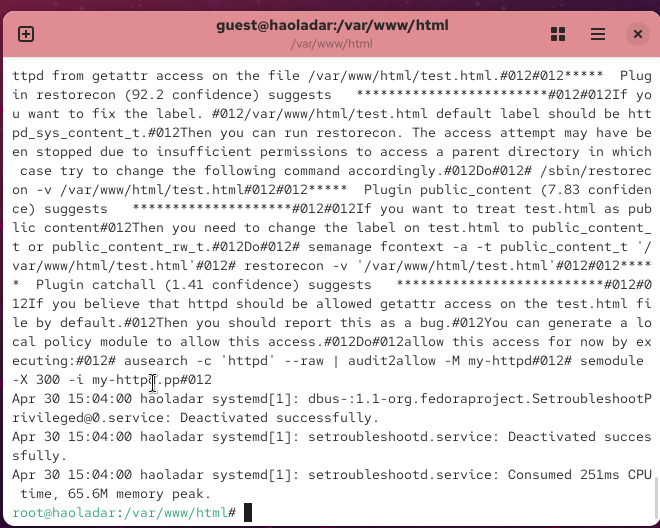 guest@haoladar:/var/www/html
/var/www/html
ttpd from getattr access on the file /var/www/html/test.html.#012#012*****  Plug
in restorecon (92.2 confidence) suggests   ************************#012#012If yo
u want to fix the label. #012/var/www/html/test.html default label should be htt
pd_sys_content_t.#012Then you can run restorecon. The access attempt may have be
en stopped due to insufficient permissions to access a parent directory in which
 case try to change the following command accordingly.#012Do#012# /sbin/restorec
on -v /var/www/html/test.html#012#012*****  Plugin public_content (7.83 confiden
ce) suggests   ********************#012#012If you want to treat test.html as pub
lic content#012Then you need to change the label on test.html to public_content_
t or public_content_rw_t.#012Do#012# semanage fcontext -a -t public_content_t '/
var/www/html/test.html'#012# restorecon -v '/var/www/html/test.html'#012#012****
*  Plugin catchall (1.41 confidence) suggests   **************************#012#0
12If you believe that httpd should be allowed getattr access on the test.html fi
le by default.#012Then you should report this as a bug.#012You can generate a lo
cal policy module to allow this access.#012Do#012allow this access for now by ex
ecuting:#012# ausearch -c 'httpd' --raw | audit2allow -M my-httpd#012# semodule
-X 300 -i my-httpd.pp#012
Apr 30 15:04:00 haoladar systemd[1]: dbus-:1.1-org.fedoraproject.SetroubleshootP
rivileged@0.service: Deactivated successfully.
Apr 30 15:04:00 haoladar systemd[1]: setroubleshootd.service: Deactivated succes
sfully.
Apr 30 15:04:00 haoladar systemd[1]: setroubleshootd.service: Consumed 251ms CPU
 time, 65.6M memory peak.
root@haoladar:/var/www/html#